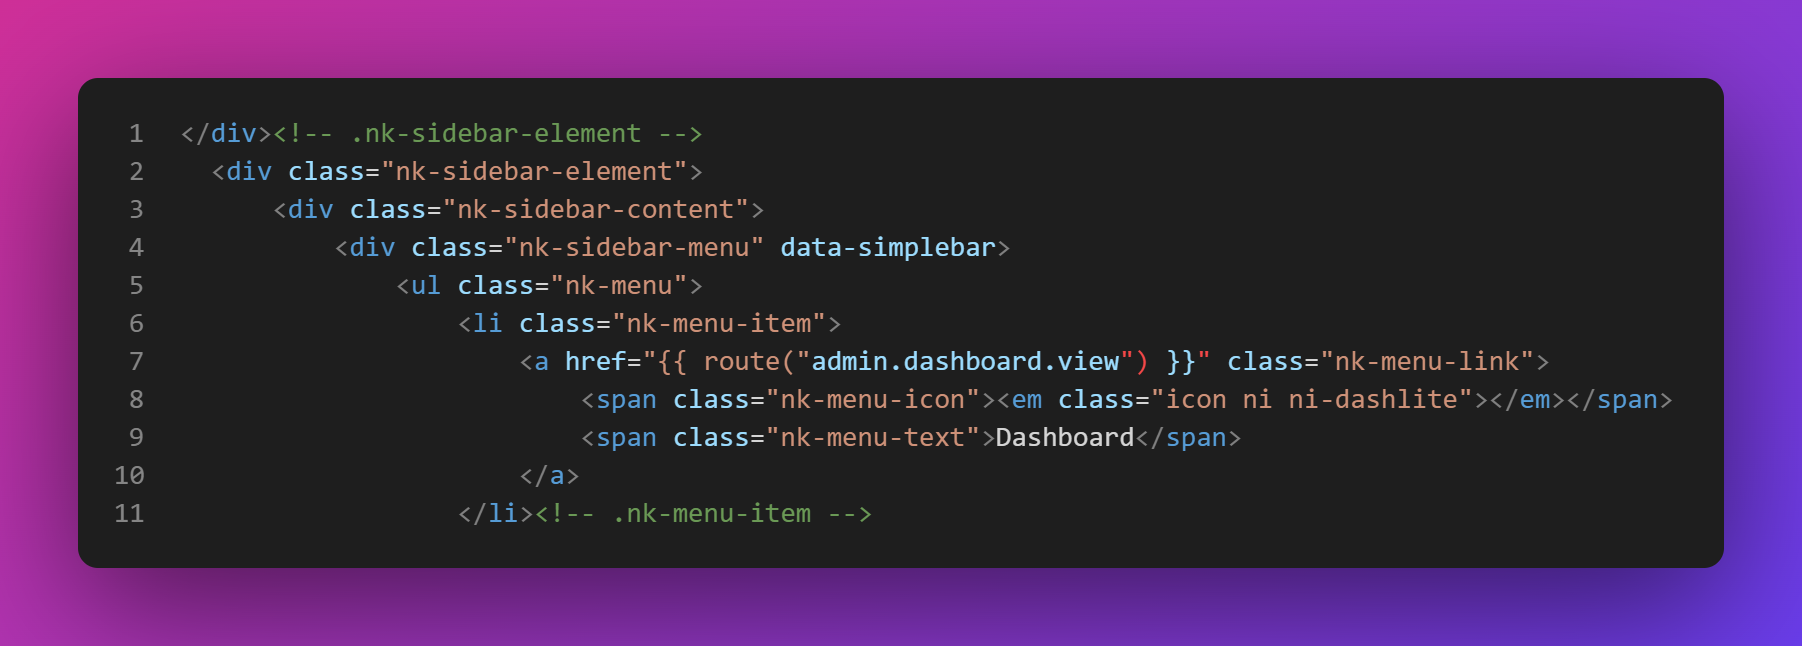 1 </div><!-- .nk-sidebar-element -->
2   <div class="nk-sidebar-element">
3       <div class="nk-sidebar-content">
4           <div class="nk-sidebar-menu" data-simplebar>
5               <ul class="nk-menu">
6                   <li class="nk-menu-item">
7                       <a href="{{ route("admin.dashboard.view") }}" class="nk-menu-link">
8                           <span class="nk-menu-icon"><em class="icon ni ni-dashlite"></em></span>
9                           <span class="nk-menu-text">Dashboard</span>
10                      </a>
11                  </li><!-- .nk-menu-item -->